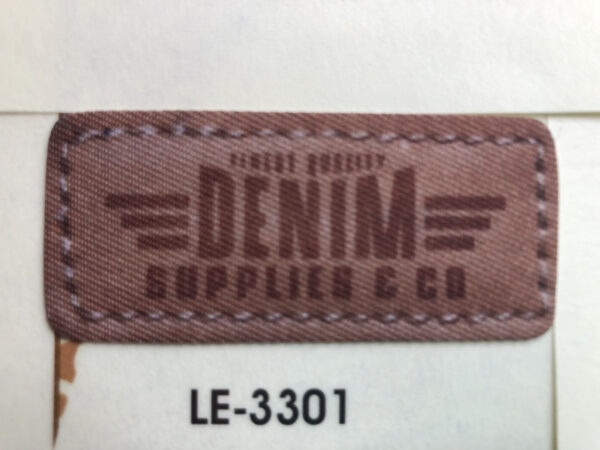 FINEST QUALITY
DENIM
SUPPLIES & CO
LE-3301